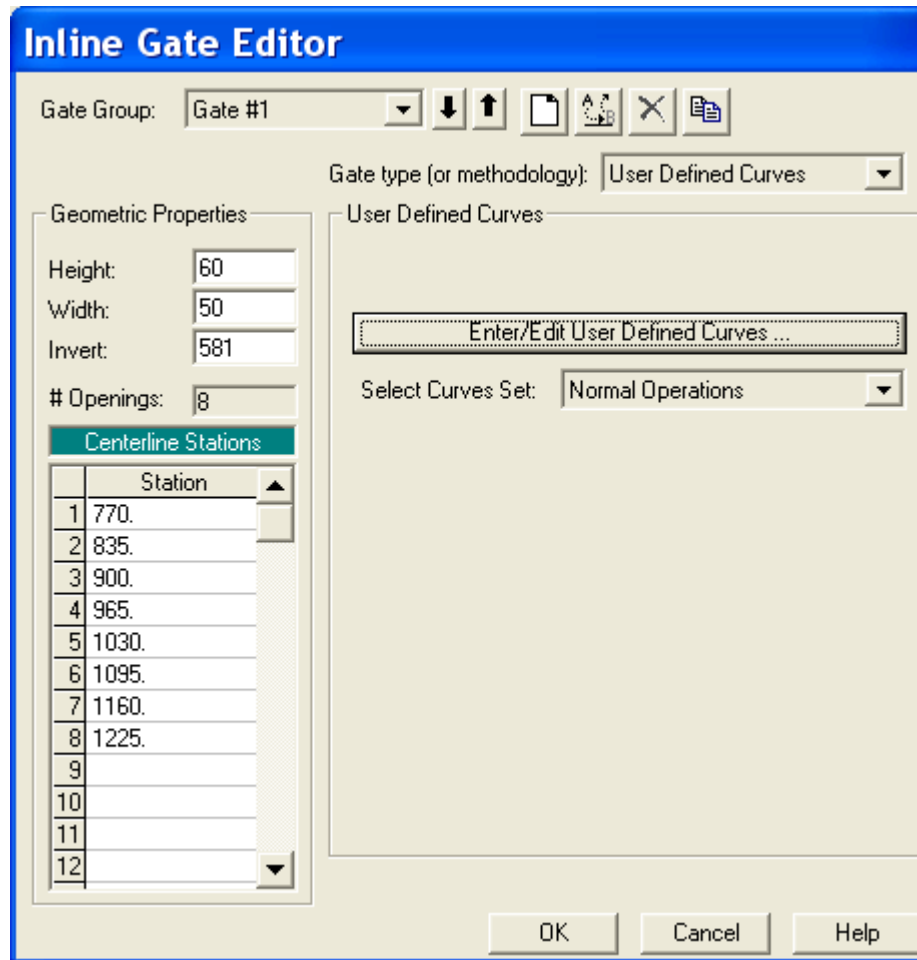 Inline Gate Editor
Gate Group: Gate #1
Gate type (or methodology): User Defined Curves
Geometric Properties
Height: 60
Width: 50
Invert: 581
# Openings: 8
Centerline Stations
Station
1 770.
2 835.
3 900.
4 965.
5 1030.
6 1095.
7 1160.
8 1225.
9
10
11
12
User Defined Curves
Enter/Edit User Defined Curves ...
Select Curves Set: Normal Operations
OK Cancel Help